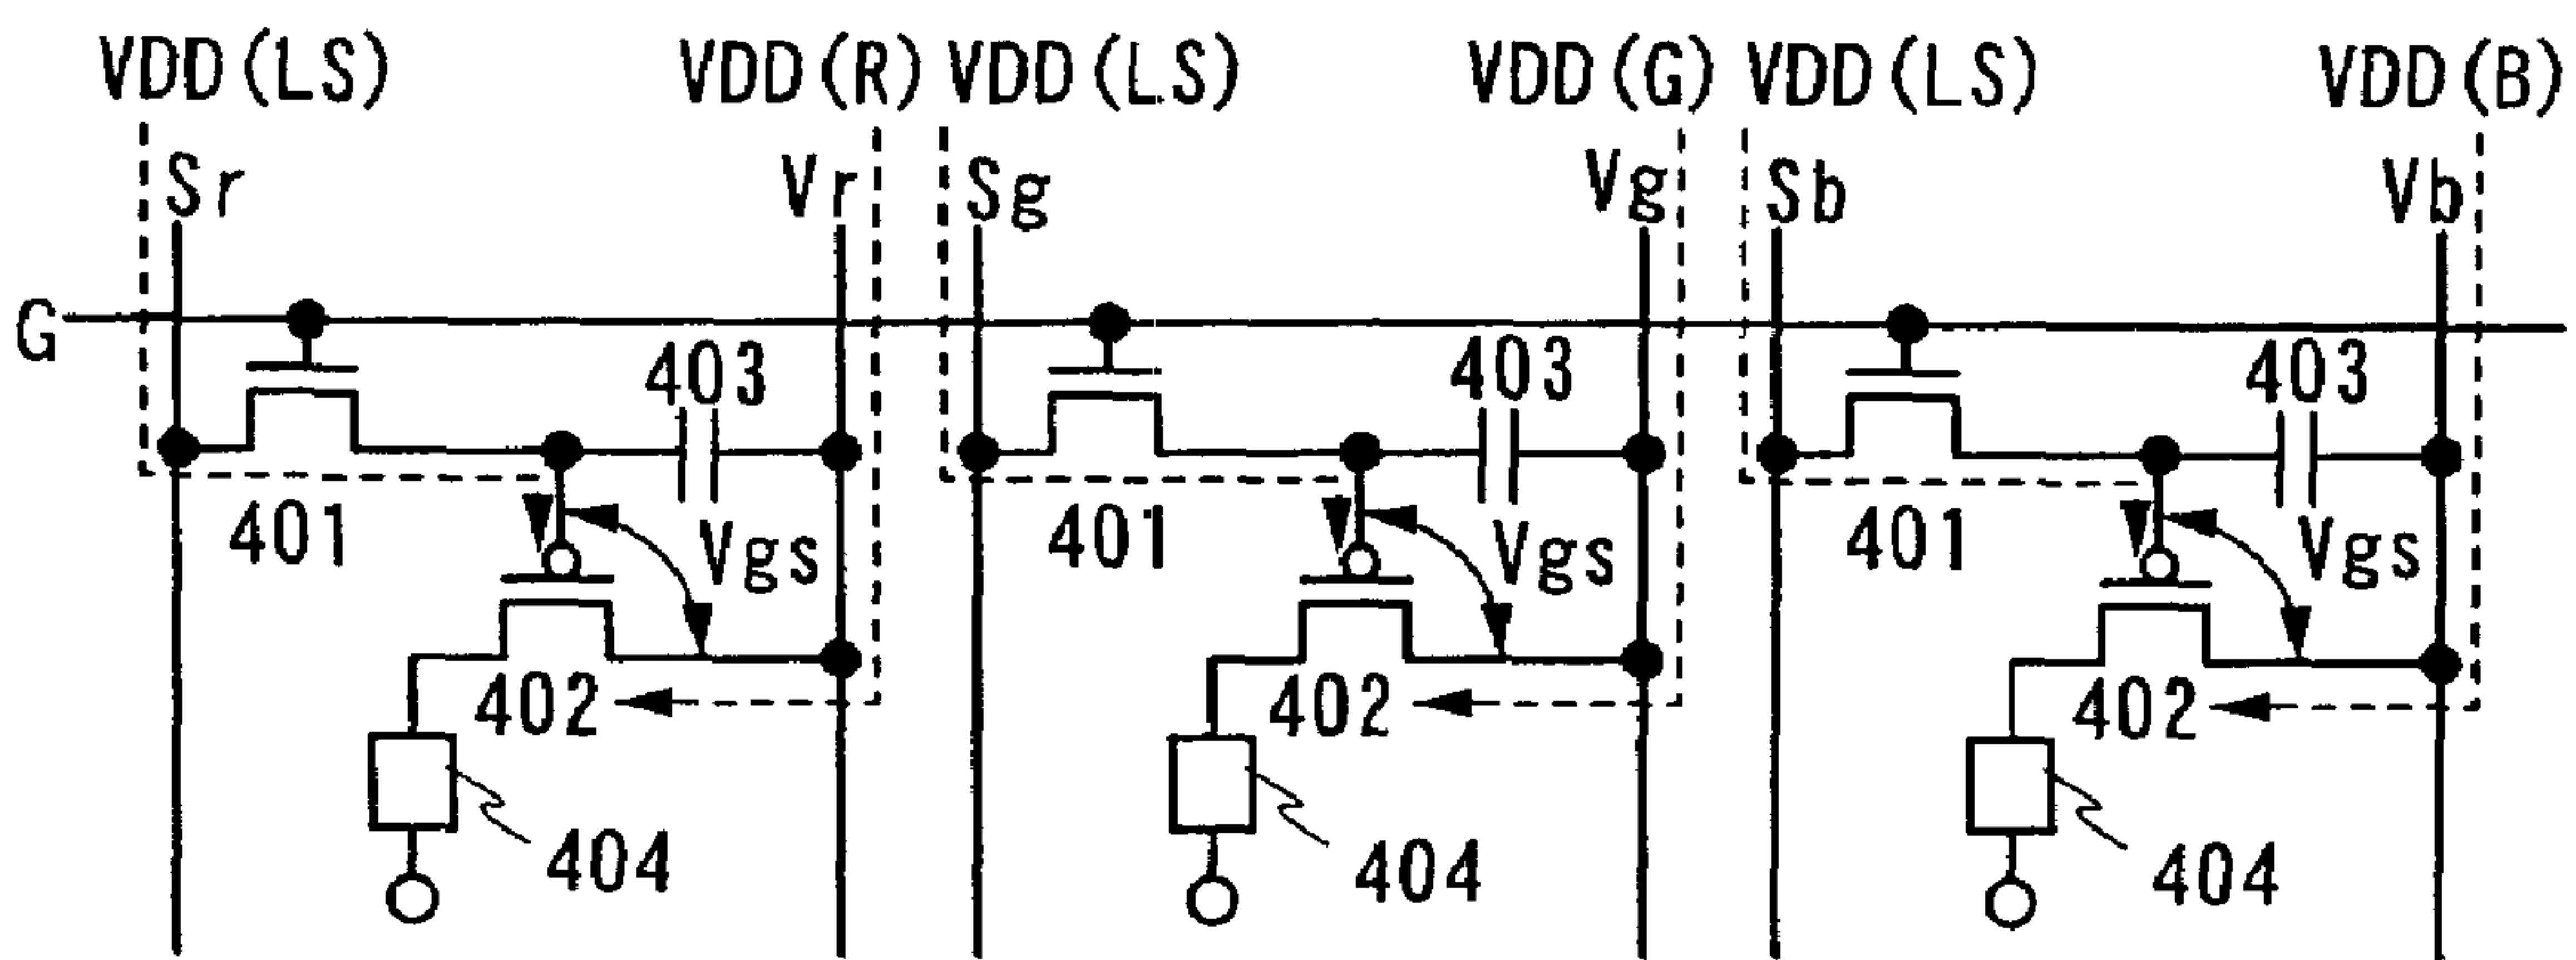 VDD(LS) VDD(R) VDD(LS) VDD(G) VDD(LS) VDD(B)
Sr Vr Sg Vg Sb Vb
G
403 403 403
401 Vgs 401 Vgs 401 Vgs
402 402 402
404 404 404